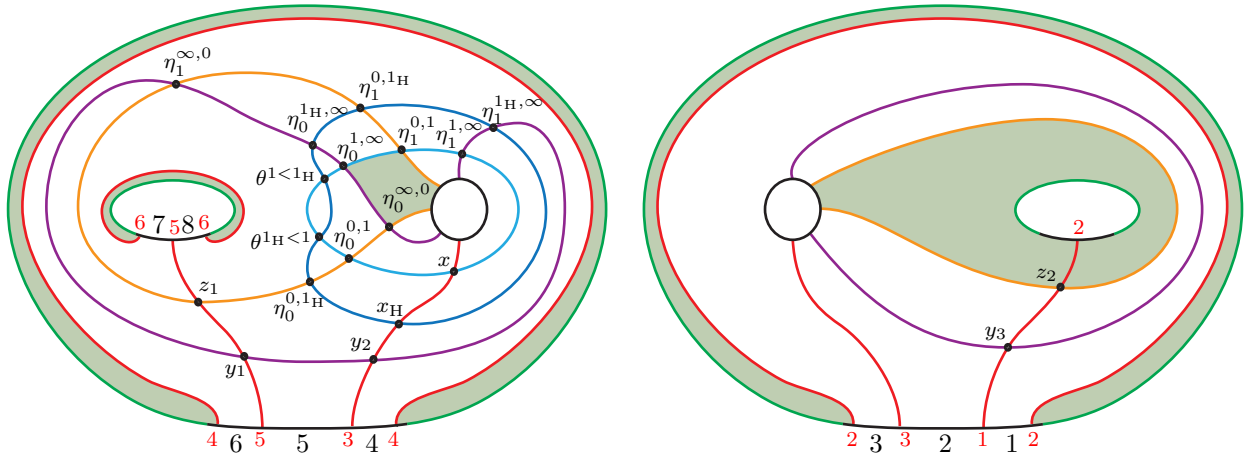 η₁^{∞,0}
η₁^{0,1_H}
η₁^{1_H,∞}
η₀^{1_H,∞}
η₀^{1,∞} η₁^{0,1} η₁^{1,∞}
θ^{1<1_H}
η₀^{∞,0}
6 7 5 8 6
2
θ^{1_H<1} η₀^{0,1}
x
z₁ η₀^{0,1_H} z₂
x_H
y₁ y₂ y₃
4 6 5 5 3 4 4
2 3 3 2 1 1 2